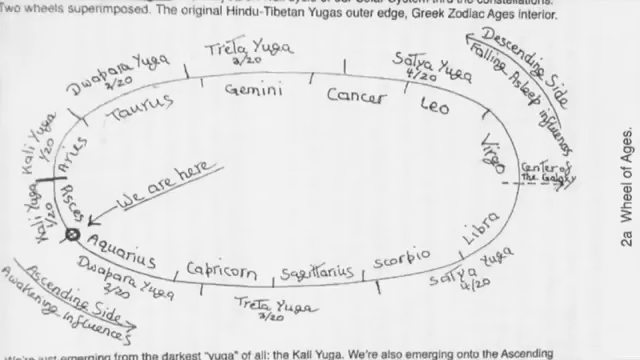 Two wheels superimposed. The original Hindu-Tibetan Yugas outer edge, Greek Zodiac Ages interior.
Descending Side
Falling Asleep influences
Dwapara Yuga
2/20
Treta Yuga
3/20
Satya Yuga
4/20
Taurus
Gemini
Cancer
Leo
Kali Yuga
1/20
Aries
Virgo
Center of
the Galaxy
2a Wheel of Ages.
Kali Yuga
1/20
Pisces
We are here
Libra
Aquarius
Capricorn
Sagittarius
Scorpio
Dwapara Yuga
2/20
Treta Yuga
3/20
Satya Yuga
4/20
Ascending Side
Awakening influences
We're just emerging from the darkest "yuga" of all: the Kali Yuga. We're also emerging onto the Ascending